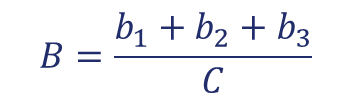 B = (b₁ + b₂ + b₃) / C